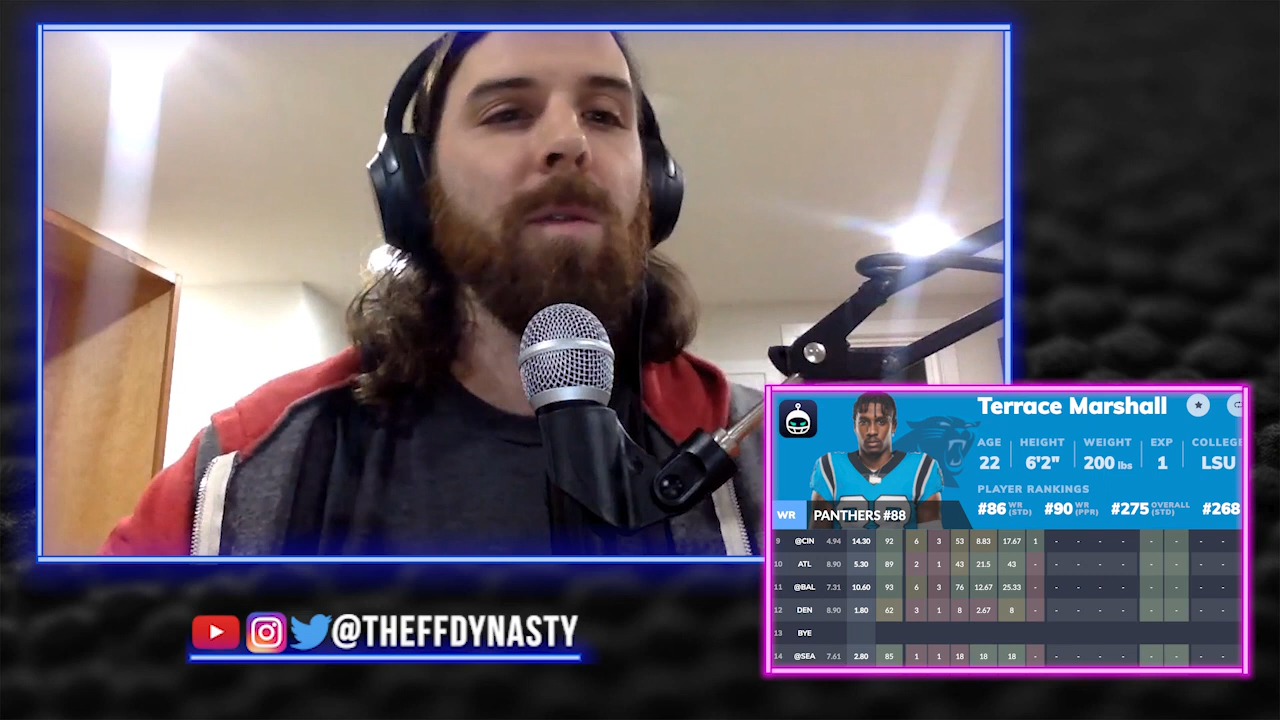 @THEFFDYNASTY
Terrace Marshall
AGE HEIGHT WEIGHT EXP COLLEGE
22 6'2" 200 lbs 1 LSU
PLAYER RANKINGS
#86 WR (STD) #90 WR (PPR) #275 OVERALL (STD) #268
WR PANTHERS #88
9 @CIN 4.94 14.30 92 6 3 53 8.83 17.67 1 - - - - - - - -
10 ATL 8.90 5.30 89 2 1 43 21.5 43 - - - - - - - - -
11 @BAL 7.31 10.60 93 6 3 76 12.67 25.33 - - - - - - - - -
12 DEN 8.90 1.80 62 3 1 8 2.67 8 - - - - - - - - -
13 BYE
14 @SEA 7.61 2.80 85 1 1 18 18 18 - - - - - - - - -